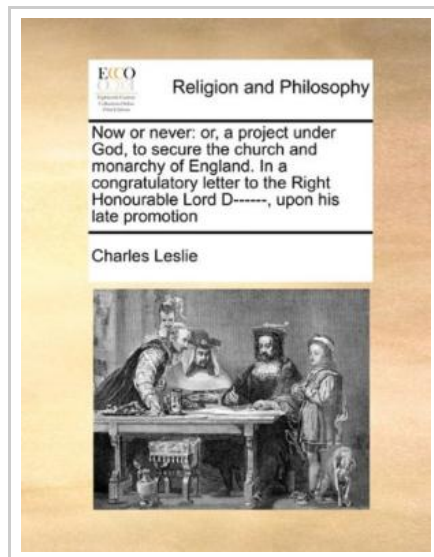 ECCO
Religion and Philosophy
Now or never: or, a project under
God, to secure the church and
monarchy of England. In a
congratulatory letter to the Right
Honourable Lord D------, upon his
late promotion
Charles Leslie